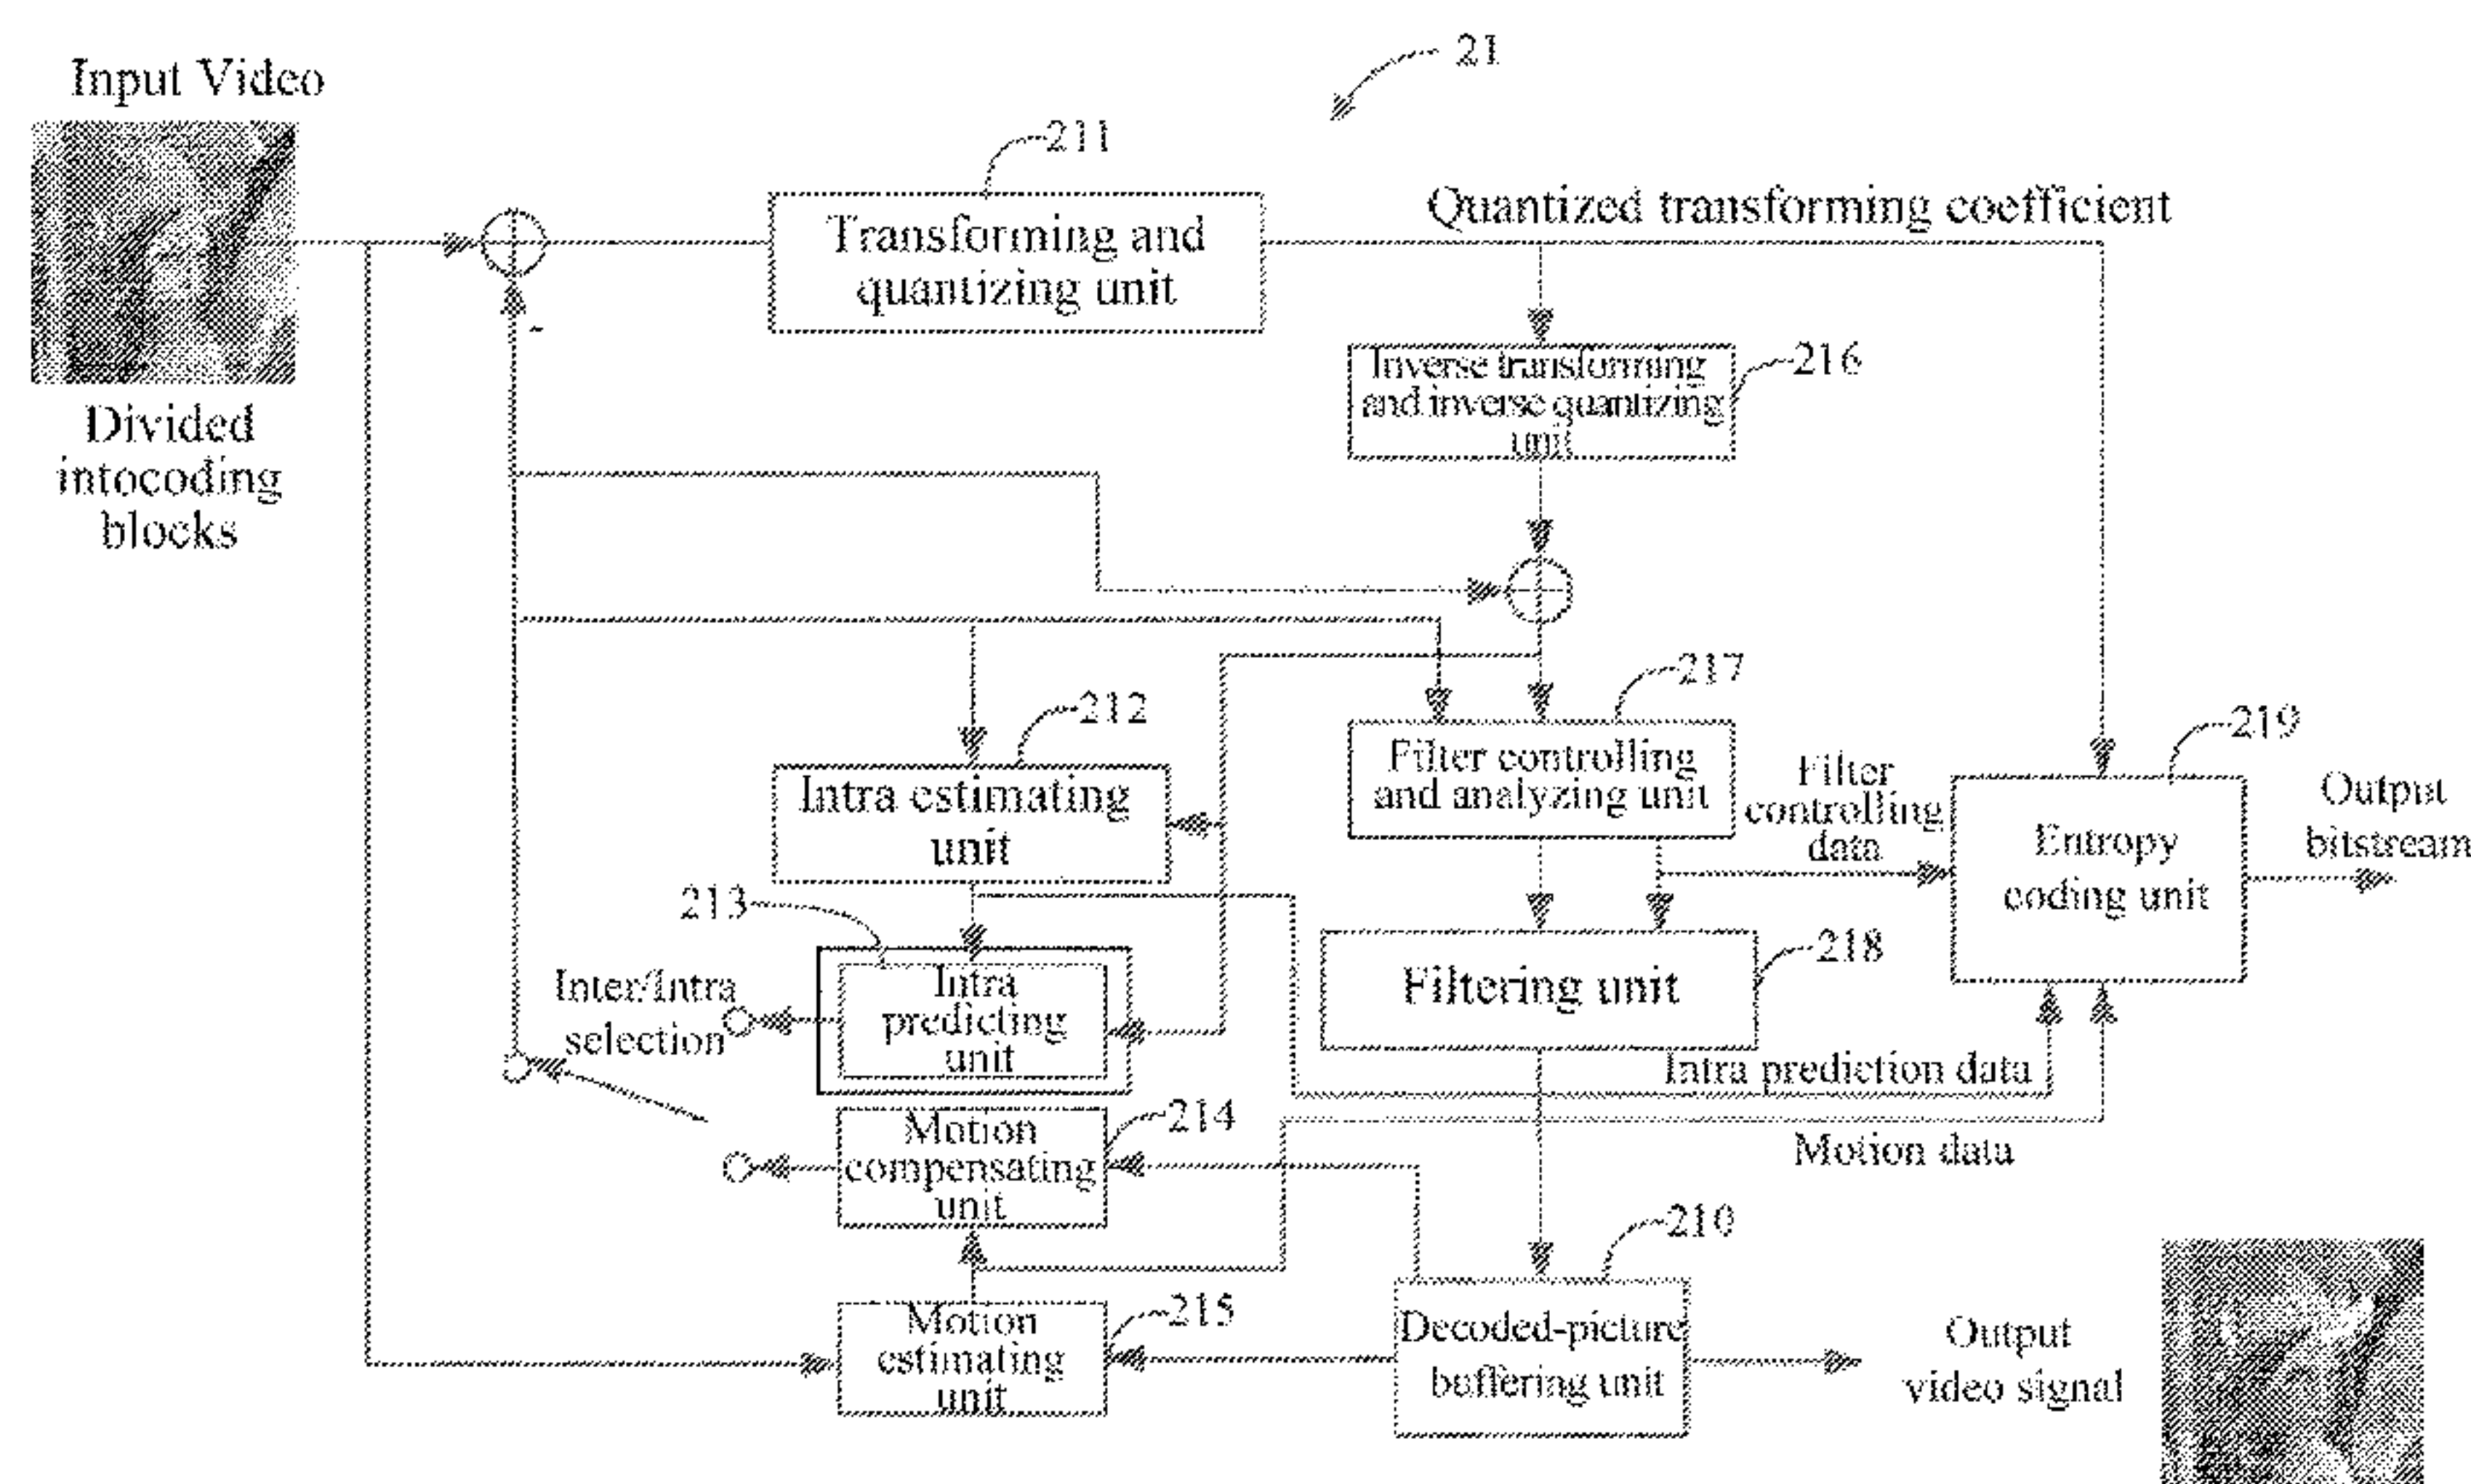 21
Input Video
211
Transforming and
quantizing unit
Quantized transforming coefficient
-
Inverse transforming
and inverse quantizing
unit
216
Divided
intocoding
blocks
217
212
219
Filter controlling
and analyzing unit
Filter
controlling
data
Intra estimating
unit
Entropy
coding unit
Output
bitstream
213
218
Filtering unit
Inter/Intra
selection
Intra
predicting
unit
Intra prediction data
214
Motion
compensating
unit
Motion data
210
215
Motion
estimating
unit
Decoded-picture
buffering unit
Output
video signal